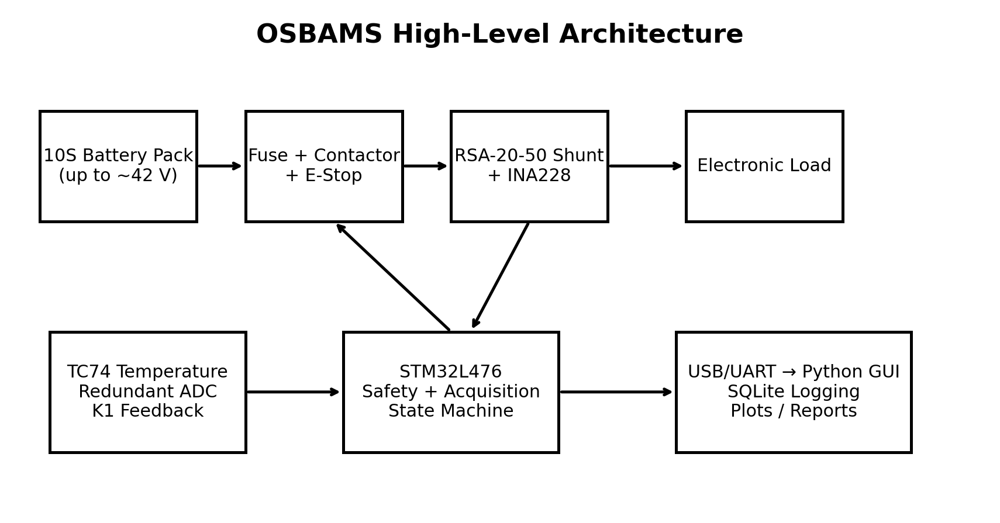 OSBAMS High-Level Architecture
10S Battery Pack
(up to ~42 V)
Fuse + Contactor
+ E-Stop
RSA-20-50 Shunt
+ INA228
Electronic Load
TC74 Temperature
Redundant ADC
K1 Feedback
STM32L476
Safety + Acquisition
State Machine
USB/UART → Python GUI
SQLite Logging
Plots / Reports